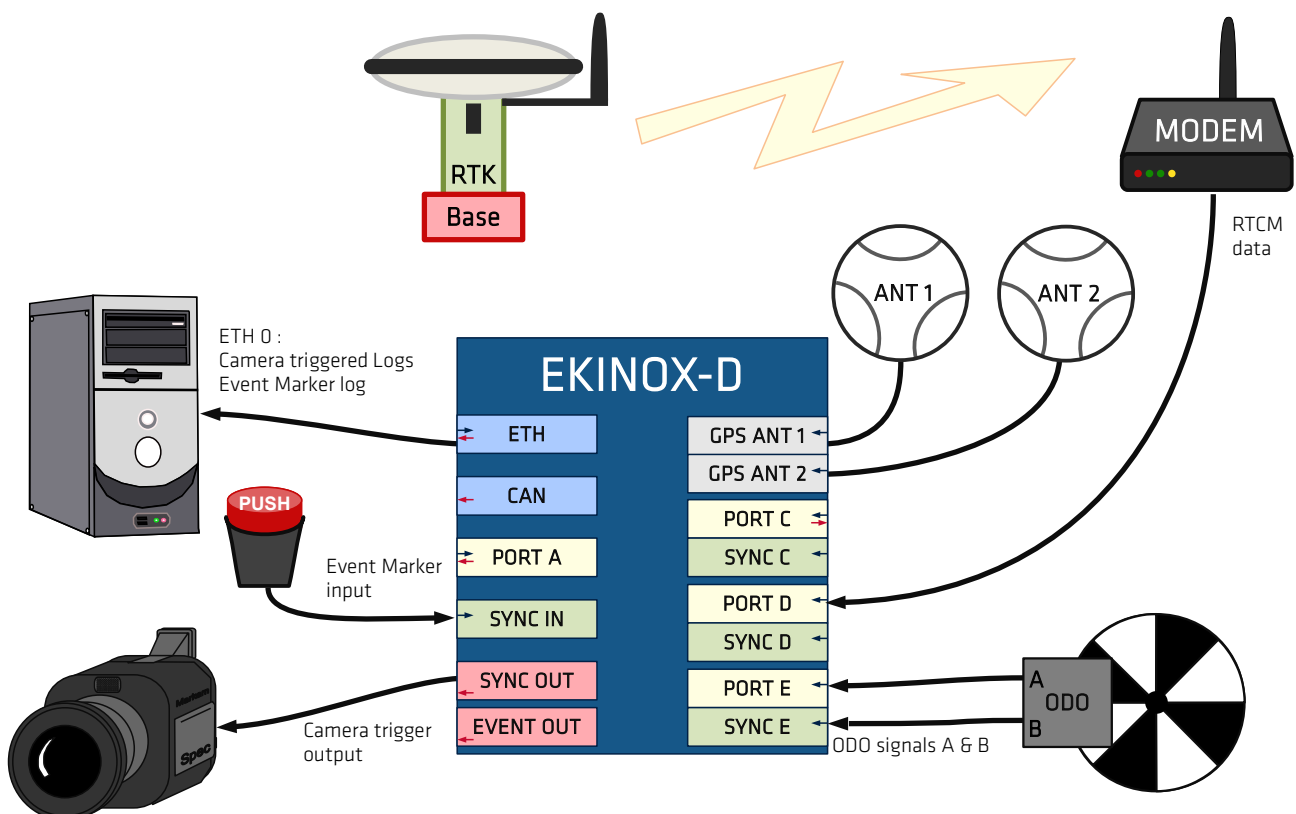 MODEM
RTK
Base
RTCM
data
ANT 1
ANT 2
ETH 0 :
Camera triggered Logs
Event Marker log
EKINOX-D
ETH
CAN
PORT A
SYNC IN
SYNC OUT
EVENT OUT
GPS ANT 1
GPS ANT 2
PORT C
SYNC C
PORT D
SYNC D
PORT E
SYNC E
PUSH
Event Marker
input
Camera trigger
output
Spec
A
ODO
B
ODO signals A & B